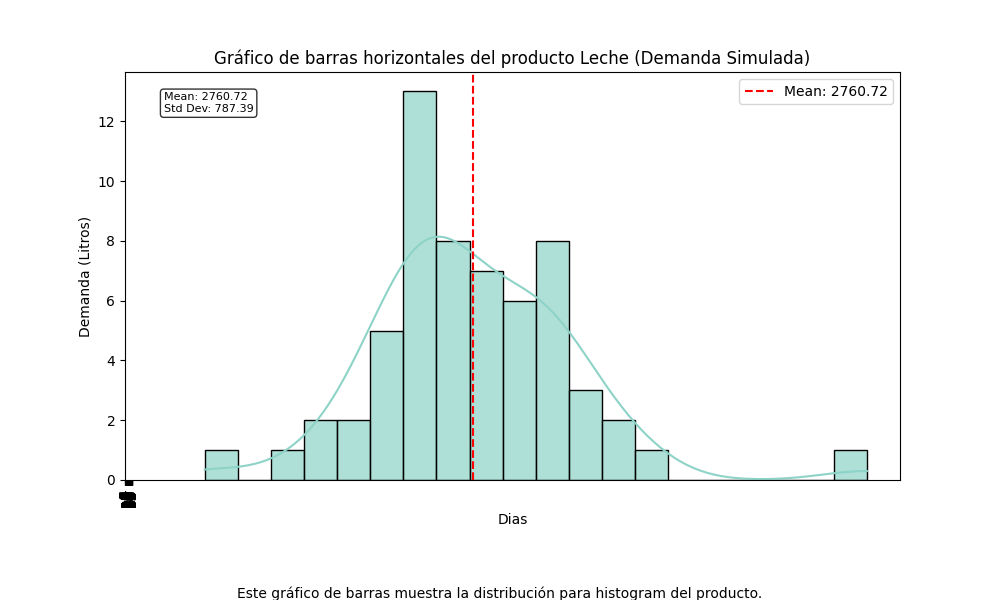 Gráfico de barras horizontales del producto Leche (Demanda Simulada)
Mean: 2760.72
Std Dev: 787.39
Mean: 2760.72
12
10
8
6
4
2
0
Demanda (Litros)
Dias
Este gráfico de barras muestra la distribución para histogram del producto.